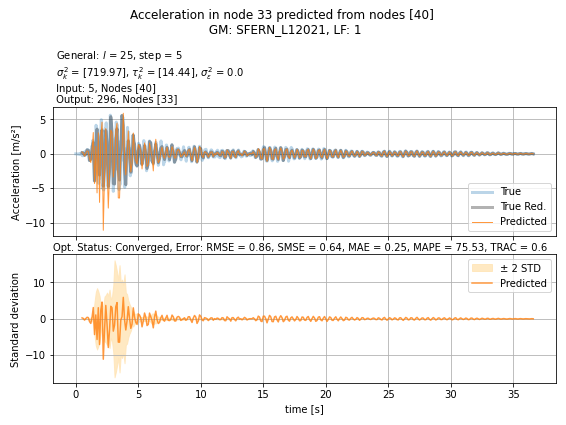 Acceleration in node 33 predicted from nodes [40]
GM: SFERN_L12021, LF: 1
General: l = 25, step = 5
σ²ₖ = [719.97], τ²ₖ = [14.44], σ²ε = 0.0
Input: 5, Nodes [40]
Output: 296, Nodes [33]
Acceleration [m/s²]
5
0
−5
−10
True
True Red.
Predicted
Opt. Status: Converged, Error: RMSE = 0.86, SMSE = 0.64, MAE = 0.25, MAPE = 75.53, TRAC = 0.6
Standard deviation
10
0
−10
± 2 STD
Predicted
0 5 10 15 20 25 30 35
time [s]